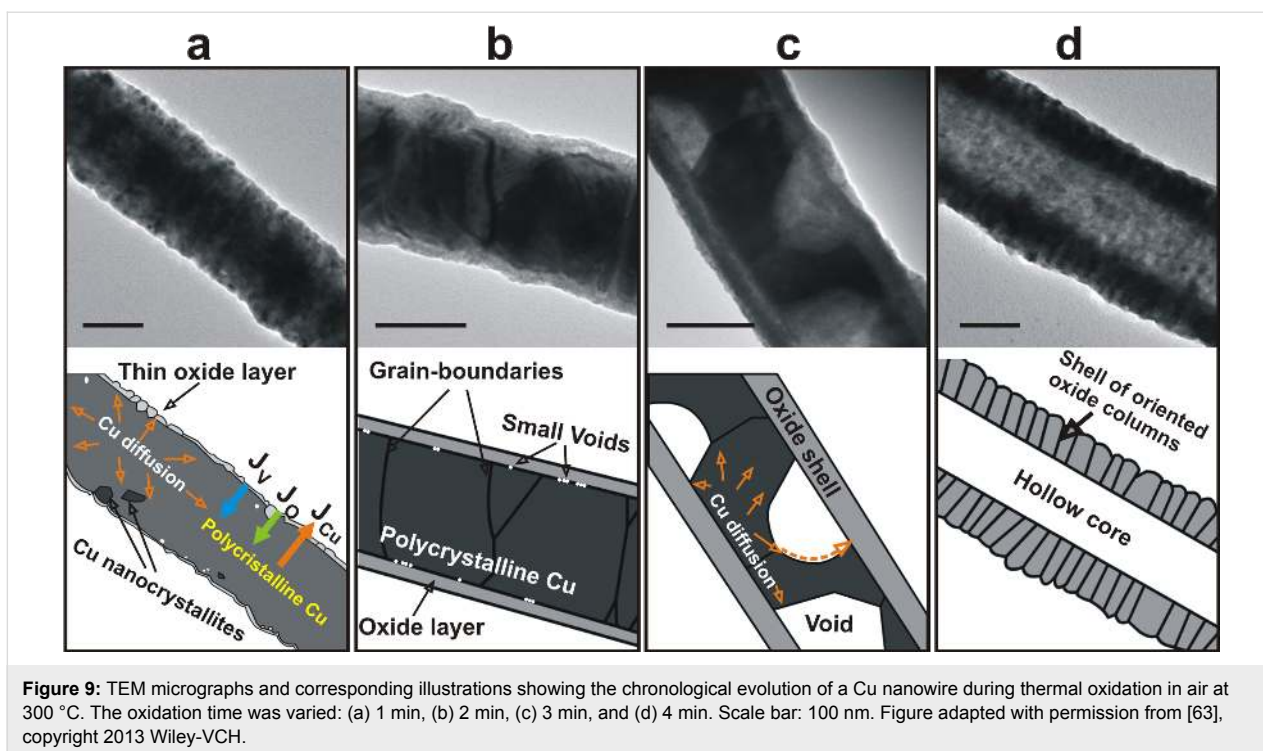 a
b
c
d
Thin oxide layer
Cu diffusion
Jv
Jo
JCu
Polycristalline Cu
Cu nanocrystallites
Grain-boundaries
Small Voids
Polycrystalline Cu
Oxide layer
Oxide shell
Cu diffusion
Void
Shell of oriented
oxide columns
Hollow core
Figure 9: TEM micrographs and corresponding illustrations showing the chronological evolution of a Cu nanowire during thermal oxidation in air at
300 °C. The oxidation time was varied: (a) 1 min, (b) 2 min, (c) 3 min, and (d) 4 min. Scale bar: 100 nm. Figure adapted with permission from [63],
copyright 2013 Wiley-VCH.